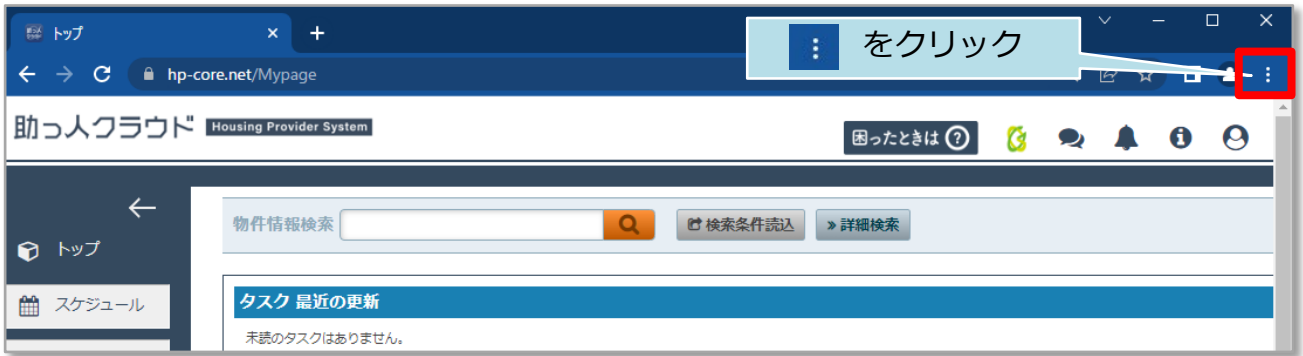 トップ
をクリック
hp-core.net/Mypage
助っ人クラウド Housing Provider System
困ったときは ?
物件情報検索
検索条件読込
» 詳細検索
トップ
スケジュール
タスク 最近の更新
未読のタスクはありません。